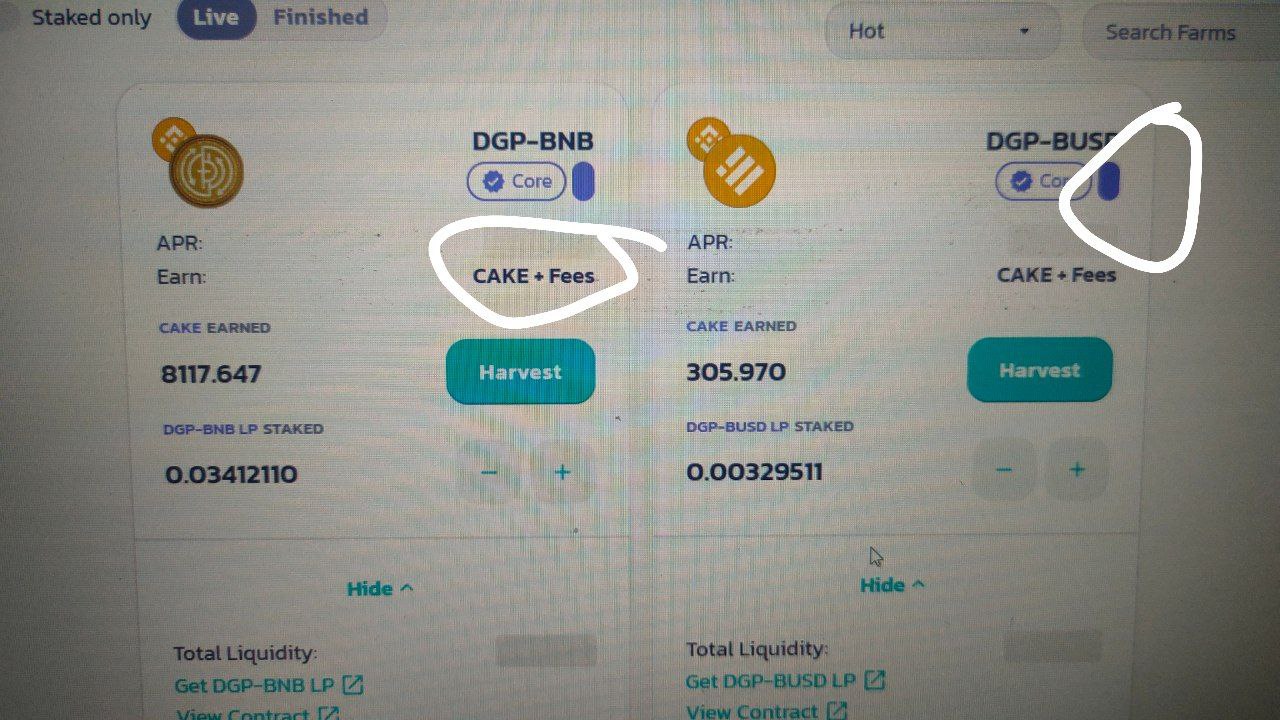 Staked only Live Finished Hot Search Farms
DGP-BNB
Core
APR:
Earn: CAKE + Fees
CAKE EARNED
8117.647 Harvest
DGP-BNB LP STAKED
0.03412110 − +
Hide
Total Liquidity:
Get DGP-BNB LP
View Contract
DGP-BUSD
Core
APR:
Earn: CAKE + Fees
CAKE EARNED
305.970 Harvest
DGP-BUSD LP STAKED
0.00329511 − +
Hide
Total Liquidity:
Get DGP-BUSD LP
View Contract